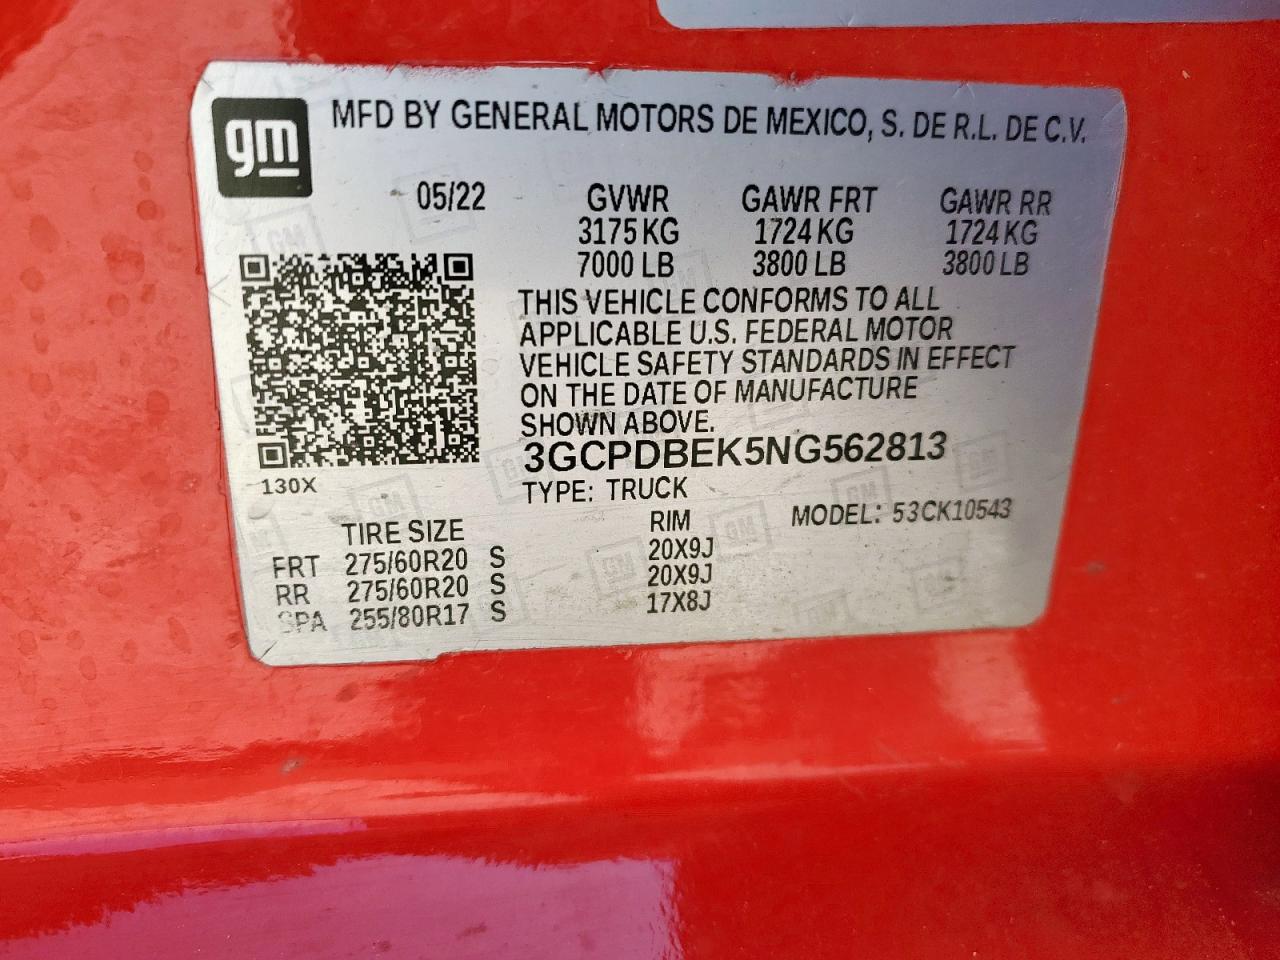 gm
MFD BY GENERAL MOTORS DE MEXICO, S. DE R.L. DE C.V.
05/22 GVWR GAWR FRT GAWR RR
3175 KG 1724 KG 1724 KG
7000 LB 3800 LB 3800 LB
THIS VEHICLE CONFORMS TO ALL
APPLICABLE U.S. FEDERAL MOTOR
VEHICLE SAFETY STANDARDS IN EFFECT
ON THE DATE OF MANUFACTURE
SHOWN ABOVE.
3GCPDBEK5NG562813
130X
TYPE: TRUCK
MODEL: 53CK10543
TIRE SIZE RIM
FRT 275/60R20 S 20X9J
RR 275/60R20 S 20X9J
SPA 255/80R17 S 17X8J